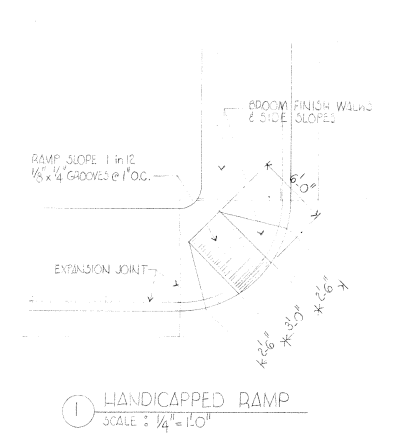 BROOM FINISH WALKS
& SIDE SLOPES
RAMP SLOPE 1 in 12
1/8" x 1/4" GROOVES @ 1" O.C.
6'-0"
EXPANSION JOINT
2'-6"
3'-0"
2'-6"
1 HANDICAPPED RAMP
SCALE : 1/4" = 1'-0"